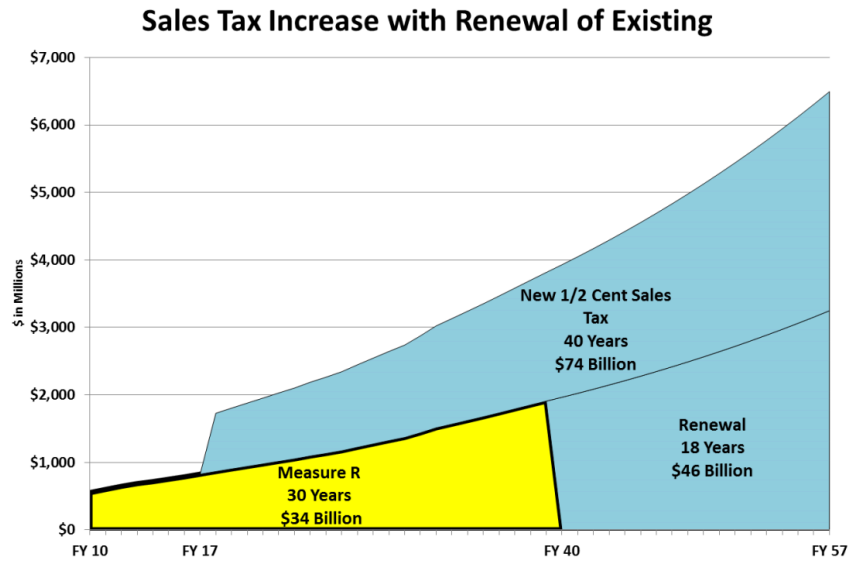 Sales Tax Increase with Renewal of Existing
$7,000
$6,000
$5,000
$4,000
$3,000
$2,000
$1,000
$0
$ in Millions
New 1/2 Cent Sales
Tax
40 Years
$74 Billion
Renewal
18 Years
$46 Billion
Measure R
30 Years
$34 Billion
FY 10
FY 17
FY 40
FY 57